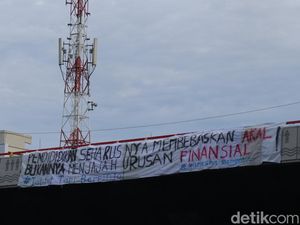 PENDIDIKAN SEHARUSNYA MEMBEBASKAN AKAL
BUKANNYA MENJAJAH URUSAN FINANSIAL !
detikcom